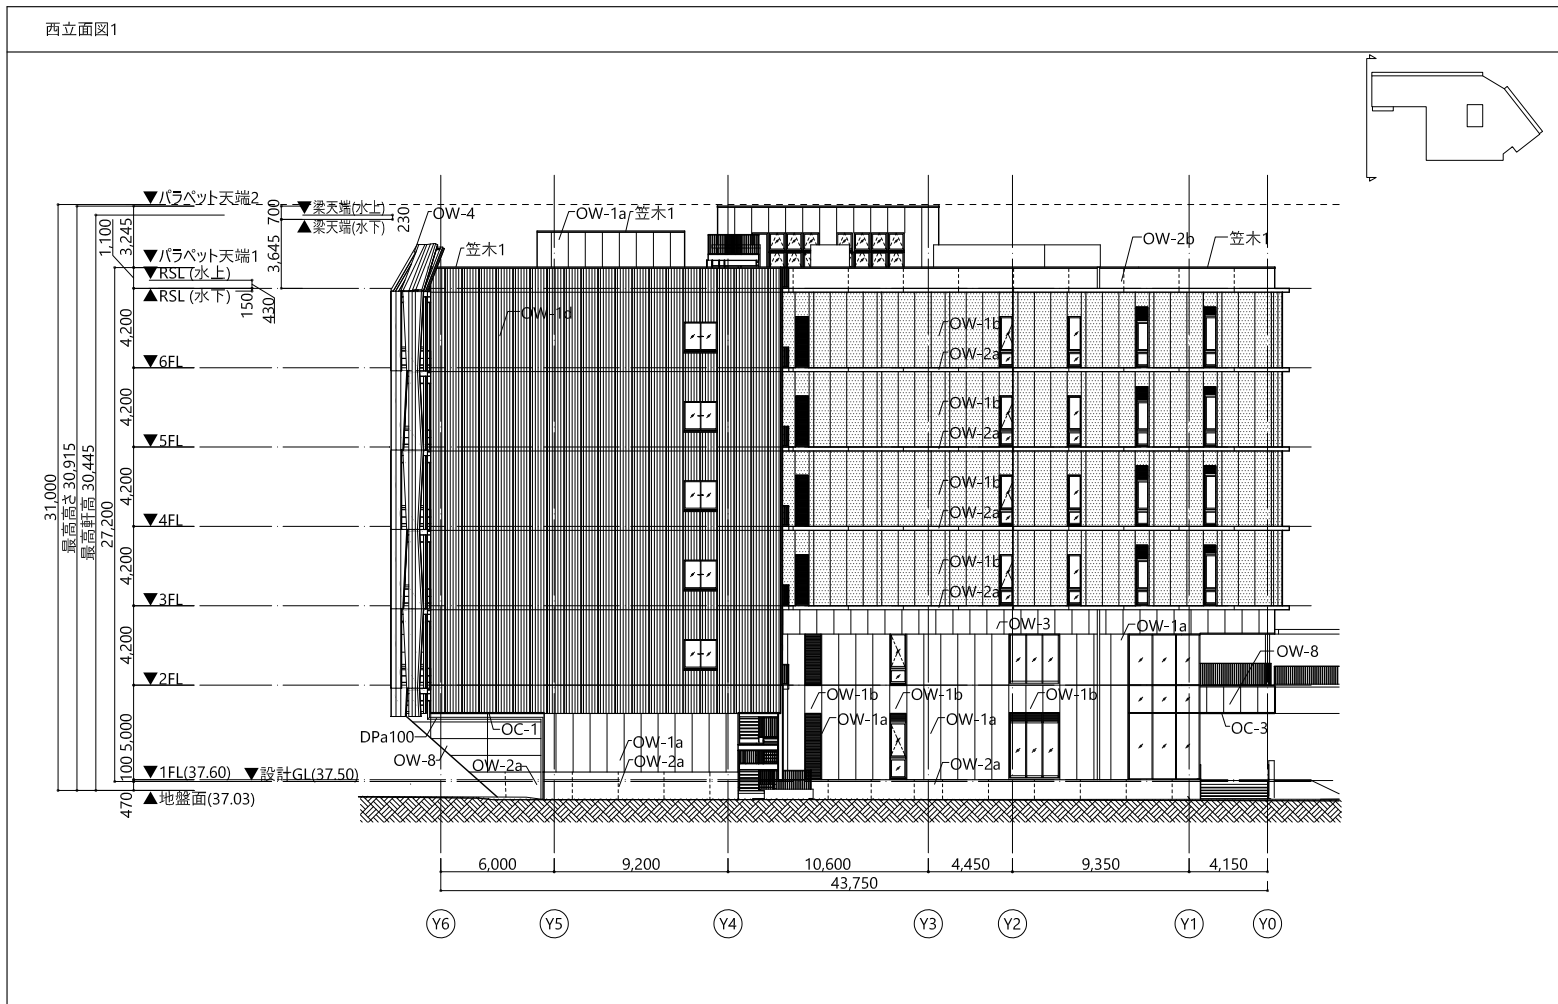 西立面図1
▼パラペット天端2
▼梁天端(水上)
▲梁天端(水下)
700
230
3,645
1,100
3,245
▼パラペット天端1
▼RSL (水上)
▲RSL (水下)
150
430
OW-4
笠木1
OW-1a
笠木1
OW-2b
笠木1
OW-1d
4,200
▼6FL
OW-1b
OW-2a
4,200
▼5FL
OW-1b
OW-2a
4,200
▼4FL
OW-1b
OW-2a
4,200
▼3FL
OW-1b
OW-2a
4,200
▼2FL
OW-3
OW-1a
OW-8
31,000
最高高さ 30,915
最高軒高 30,445
27,200
5,000
100
470
OW-1b
OW-1b
OW-1b
OW-1a
OW-1a
OC-3
DPa100
OC-1
OW-8
OW-1a
OW-2a
OW-2a
OW-2a
▼1FL(37.60)
▼設計GL(37.50)
▲地盤面(37.03)
6,000
9,200
10,600
4,450
9,350
4,150
43,750
Y6
Y5
Y4
Y3
Y2
Y1
Y0